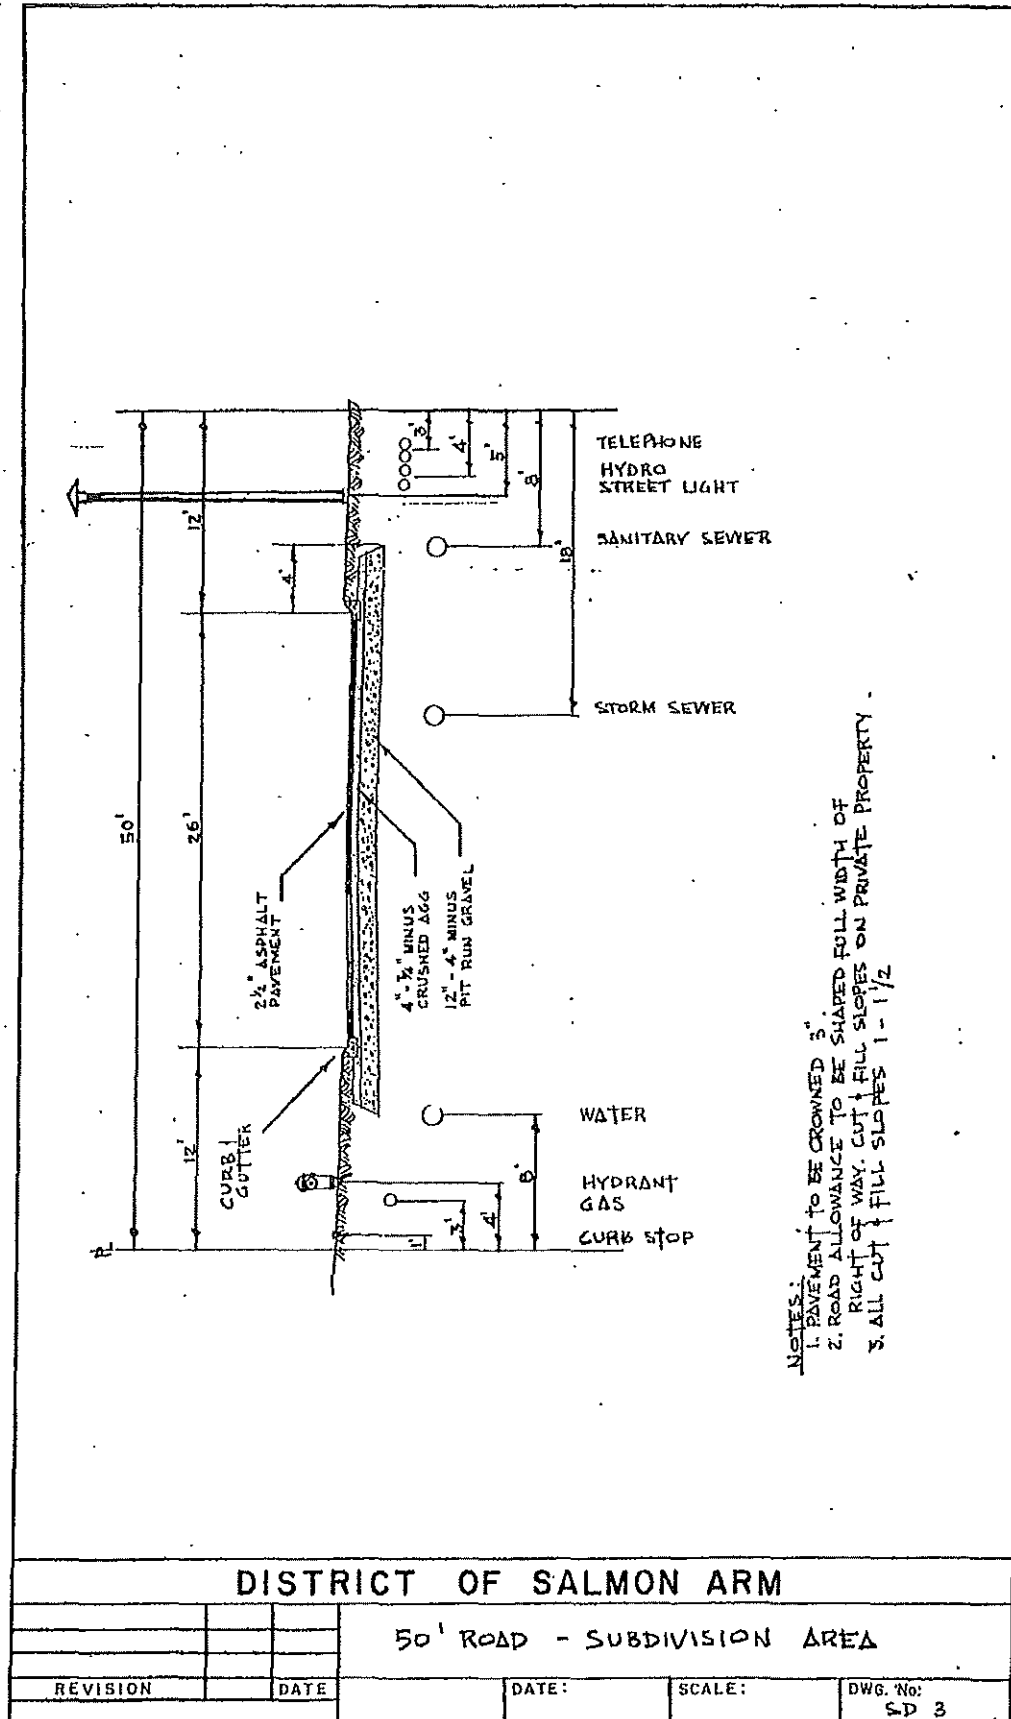 50'
12'
26'
12'
4'
3'
4'
5'
8'
18'
TELEPHONE
HYDRO
STREET LIGHT
SANITARY SEWER
STORM SEWER
2½" ASPHALT
PAVEMENT
4" - ¾" MINUS
CRUSHED AGG
12" - 4" MINUS
PIT RUN GRAVEL
CURB &
GUTTER
WATER
HYDRANT
GAS
CURB STOP
1'
3'
4'
8'
PL
NOTES:
1. PAVEMENT TO BE CROWNED 3"
2. ROAD ALLOWANCE TO BE SHAPED FULL WIDTH OF
RIGHT OF WAY. CUT & FILL SLOPES ON PRIVATE PROPERTY.
3. ALL CUT & FILL SLOPES 1 - 1 1/2
DISTRICT OF SALMON ARM
50' ROAD - SUBDIVISION AREA
REVISION
DATE
DATE:
SCALE:
DWG. No:
SD 3